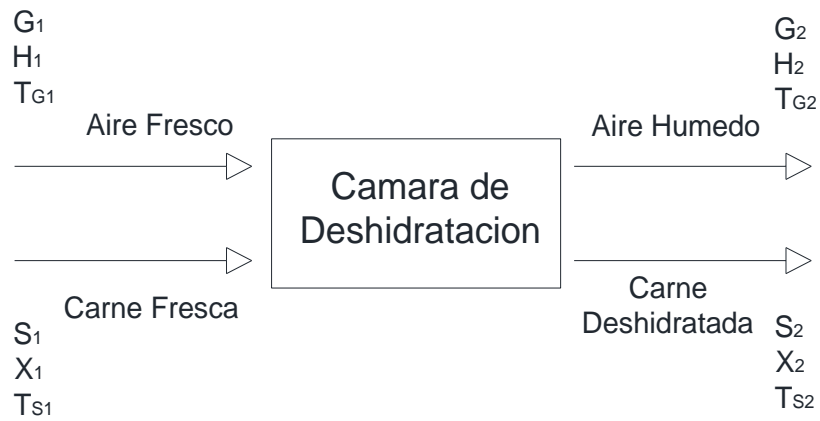 G1
H1
TG1
Aire Fresco
Camara de
Deshidratacion
Aire Humedo
G2
H2
TG2
Carne Fresca
S1
X1
TS1
Carne
Deshidratada
S2
X2
TS2